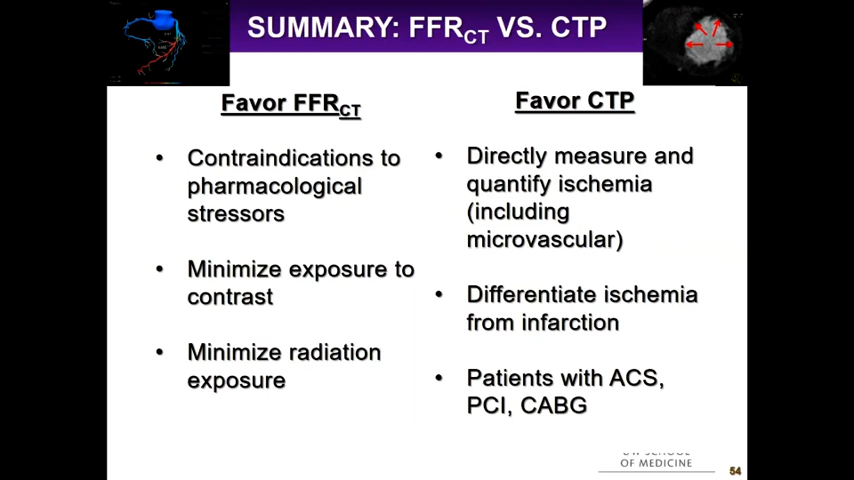 SUMMARY: FFRCT VS. CTP
Favor FFRCT
• Contraindications to
pharmacological
stressors
• Minimize exposure to
contrast
• Minimize radiation
exposure
Favor CTP
• Directly measure and
quantify ischemia
(including
microvascular)
• Differentiate ischemia
from infarction
• Patients with ACS,
PCI, CABG
UW SCHOOL
OF MEDICINE
54